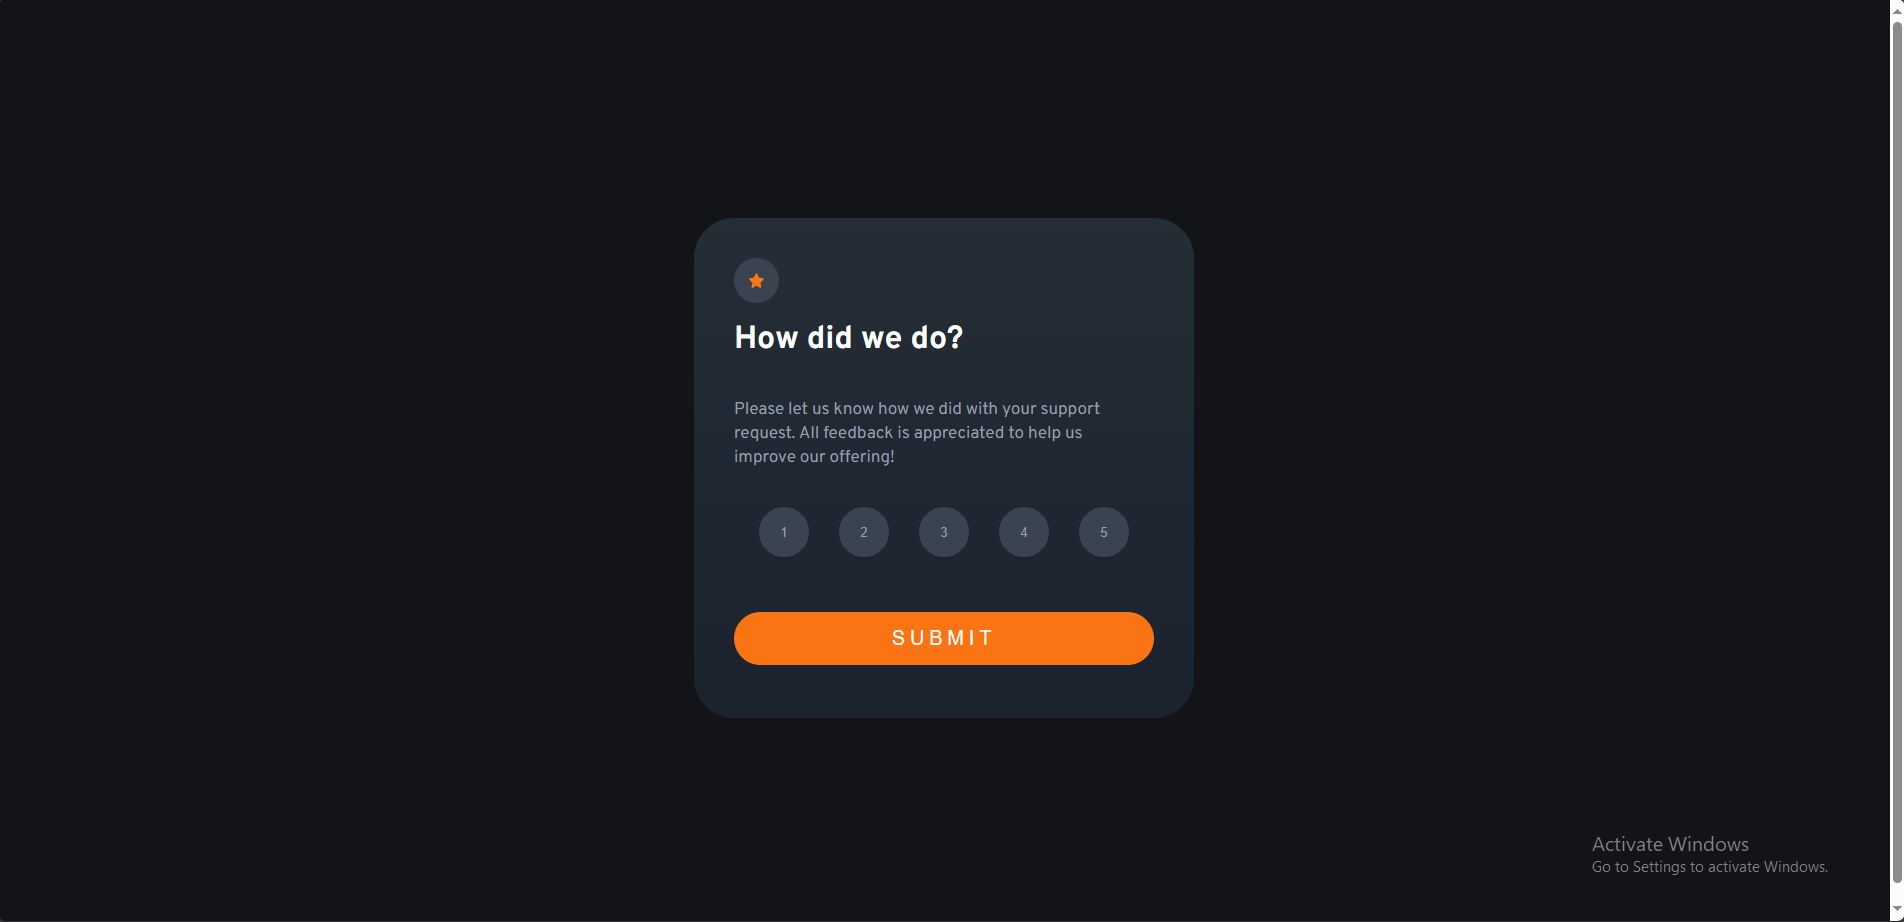 How did we do?
Please let us know how we did with your support
request. All feedback is appreciated to help us
improve our offering!
1 2 3 4 5
SUBMIT
Activate Windows
Go to Settings to activate Windows.